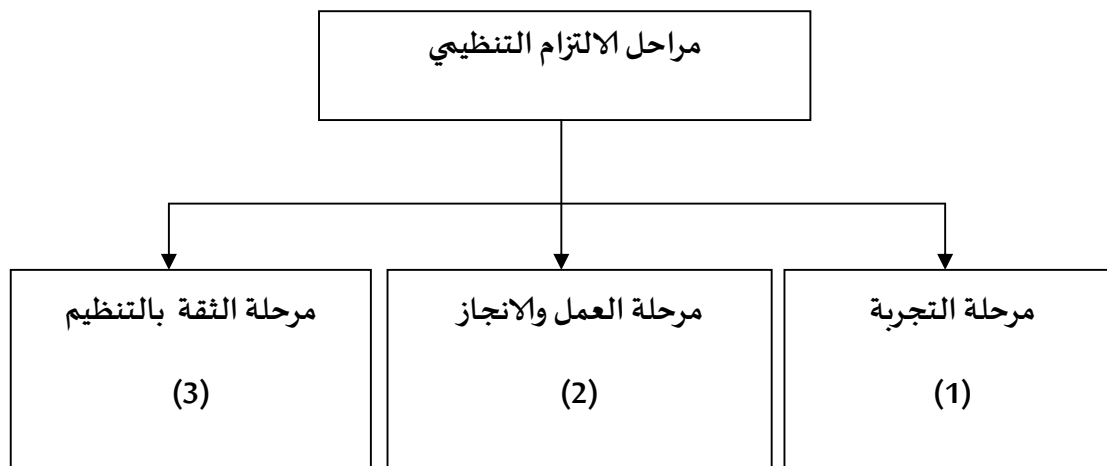 مراحل الالتزام التنظيمي
مرحلة التجربة
(1)
مرحلة العمل والانجاز
(2)
مرحلة الثقة بالتنظيم
(3)